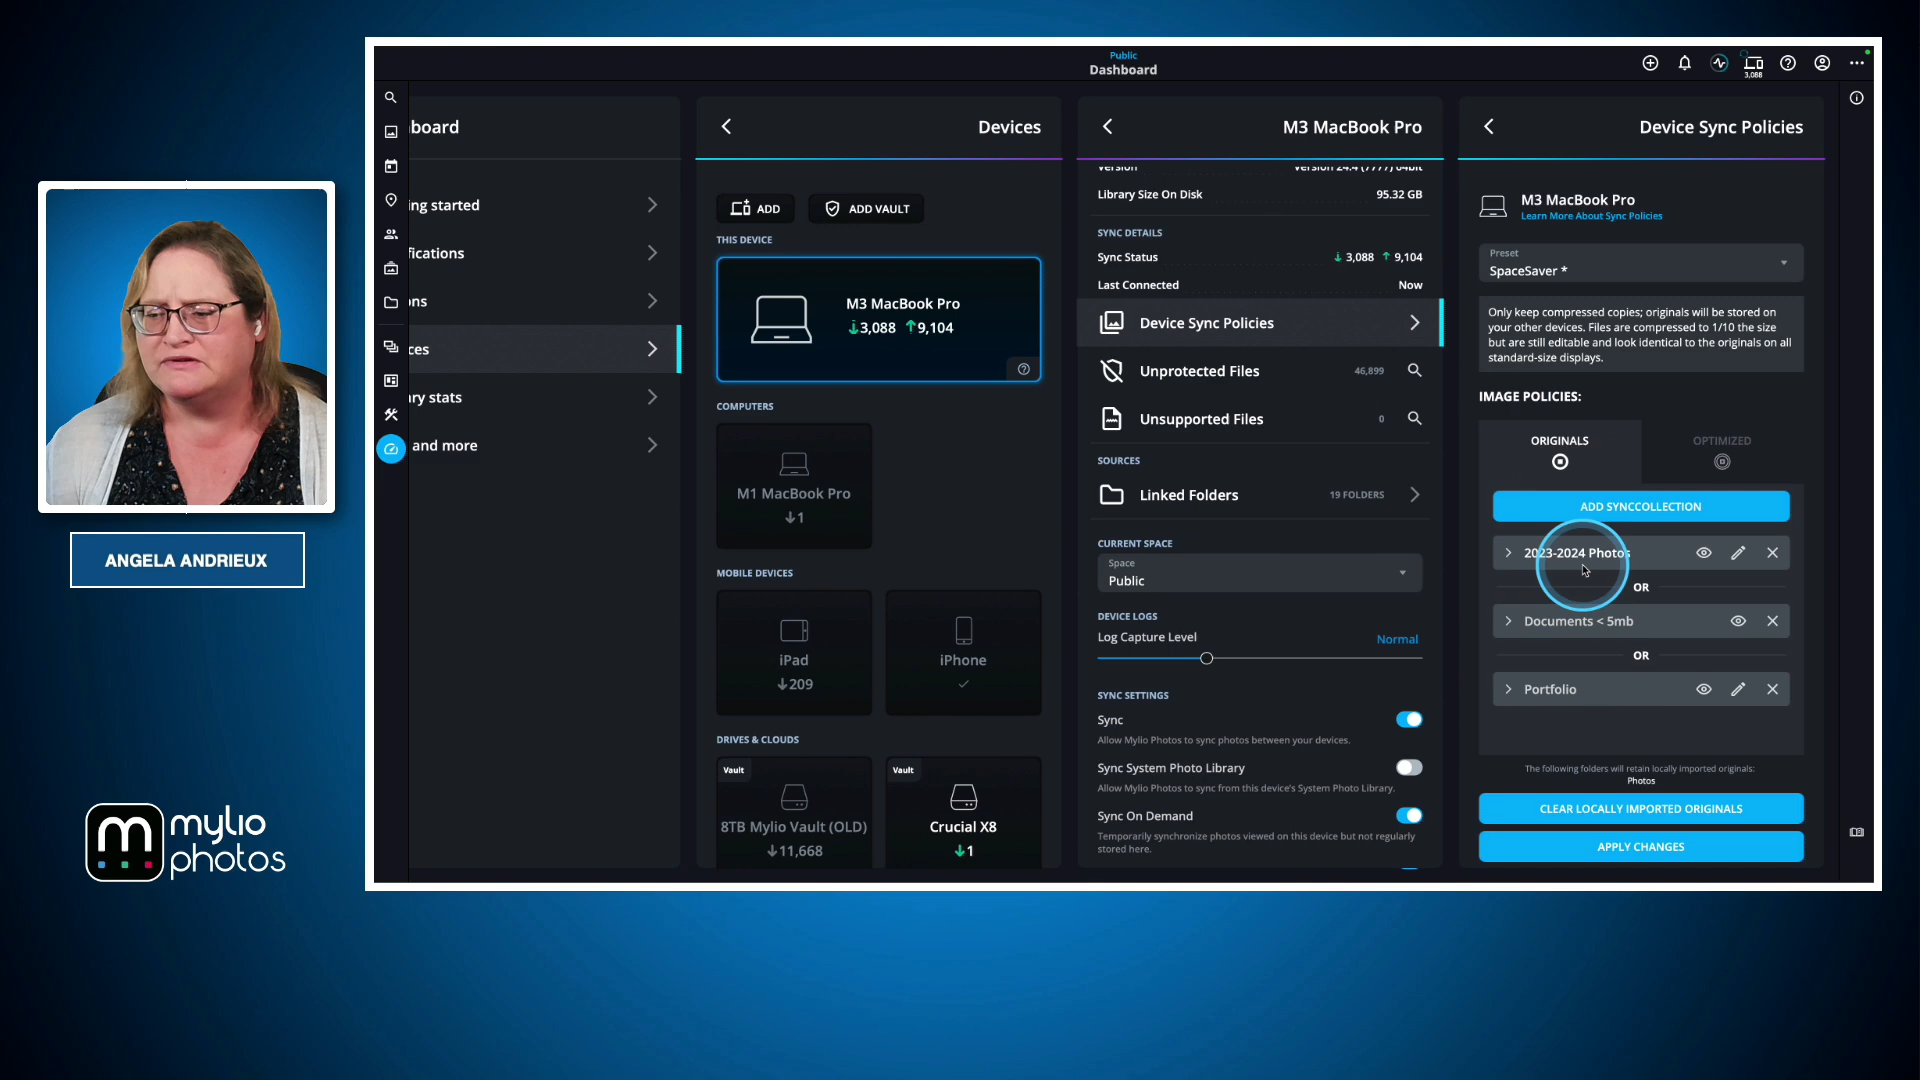 Public
Dashboard
3,088
board
ing started
fications
ons
ces
ry stats
and more
Devices
ADD
ADD VAULT
THIS DEVICE
M3 MacBook Pro
3,088 9,104
COMPUTERS
M1 MacBook Pro
1
MOBILE DEVICES
iPad
209
iPhone
DRIVES & CLOUDS
Vault
8TB Mylio Vault (OLD)
11,668
Vault
Crucial X8
1
M3 MacBook Pro
Version Version 24.4 (7777) 64bit
Library Size On Disk 95.32 GB
SYNC DETAILS
Sync Status 3,088 9,104
Last Connected Now
Device Sync Policies
Unprotected Files 46,899
Unsupported Files 0
SOURCES
Linked Folders 19 FOLDERS
CURRENT SPACE
Space
Public
DEVICE LOGS
Log Capture Level Normal
SYNC SETTINGS
Sync
Allow Mylio Photos to sync photos between your devices.
Sync System Photo Library
Allow Mylio Photos to sync from this device's System Photo Library.
Sync On Demand
Temporarily synchronize photos viewed on this device but not regularly
stored here.
Device Sync Policies
M3 MacBook Pro
Learn More About Sync Policies
Preset
SpaceSaver *
Only keep compressed copies; originals will be stored on
your other devices. Files are compressed to 1/10 the size
but are still editable and look identical to the originals on all
standard-size displays.
IMAGE POLICIES:
ORIGINALS
OPTIMIZED
ADD SYNCCOLLECTION
2023-2024 Photos
OR
Documents < 5mb
OR
Portfolio
The following folders will retain locally imported originals:
Photos
CLEAR LOCALLY IMPORTED ORIGINALS
APPLY CHANGES
ANGELA ANDRIEUX
m mylio
photos